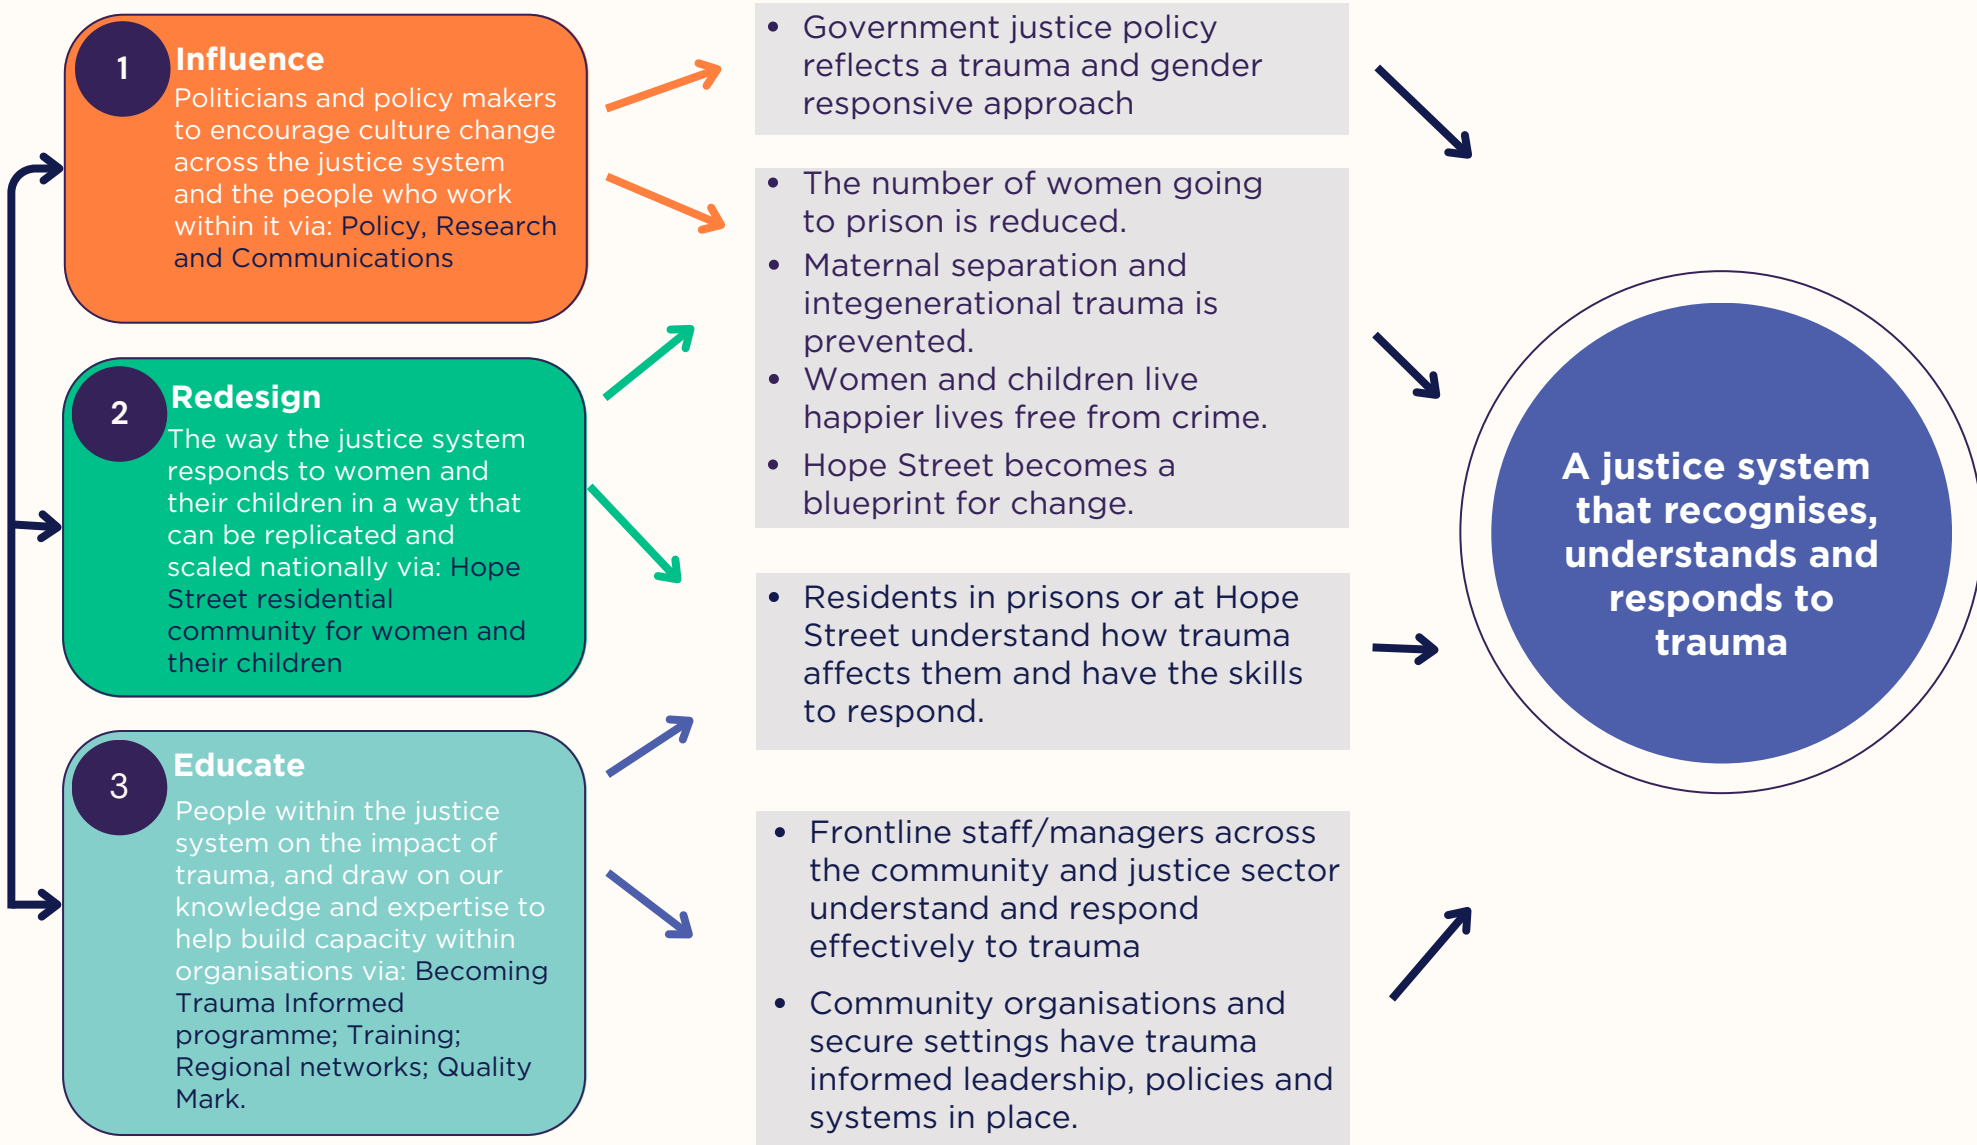 1
Influence
Politicians and policy makers
to encourage culture change
across the justice system
and the people who work
within it via: Policy, Research
and Communications
2
Redesign
The way the justice system
responds to women and
their children in a way that
can be replicated and
scaled nationally via: Hope
Street residential
community for women and
their children
3
Educate
People within the justice
system on the impact of
trauma, and draw on our
knowledge and expertise to
help build capacity within
organisations via: Becoming
Trauma Informed
programme; Training;
Regional networks; Quality
Mark.
• Government justice policy
reflects a trauma and gender
responsive approach
• The number of women going
to prison is reduced.
• Maternal separation and
integenerational trauma is
prevented.
• Women and children live
happier lives free from crime.
• Hope Street becomes a
blueprint for change.
• Residents in prisons or at Hope
Street understand how trauma
affects them and have the skills
to respond.
• Frontline staff/managers across
the community and justice sector
understand and respond
effectively to trauma
• Community organisations and
secure settings have trauma
informed leadership, policies and
systems in place.
A justice system
that recognises,
understands and
responds to
trauma